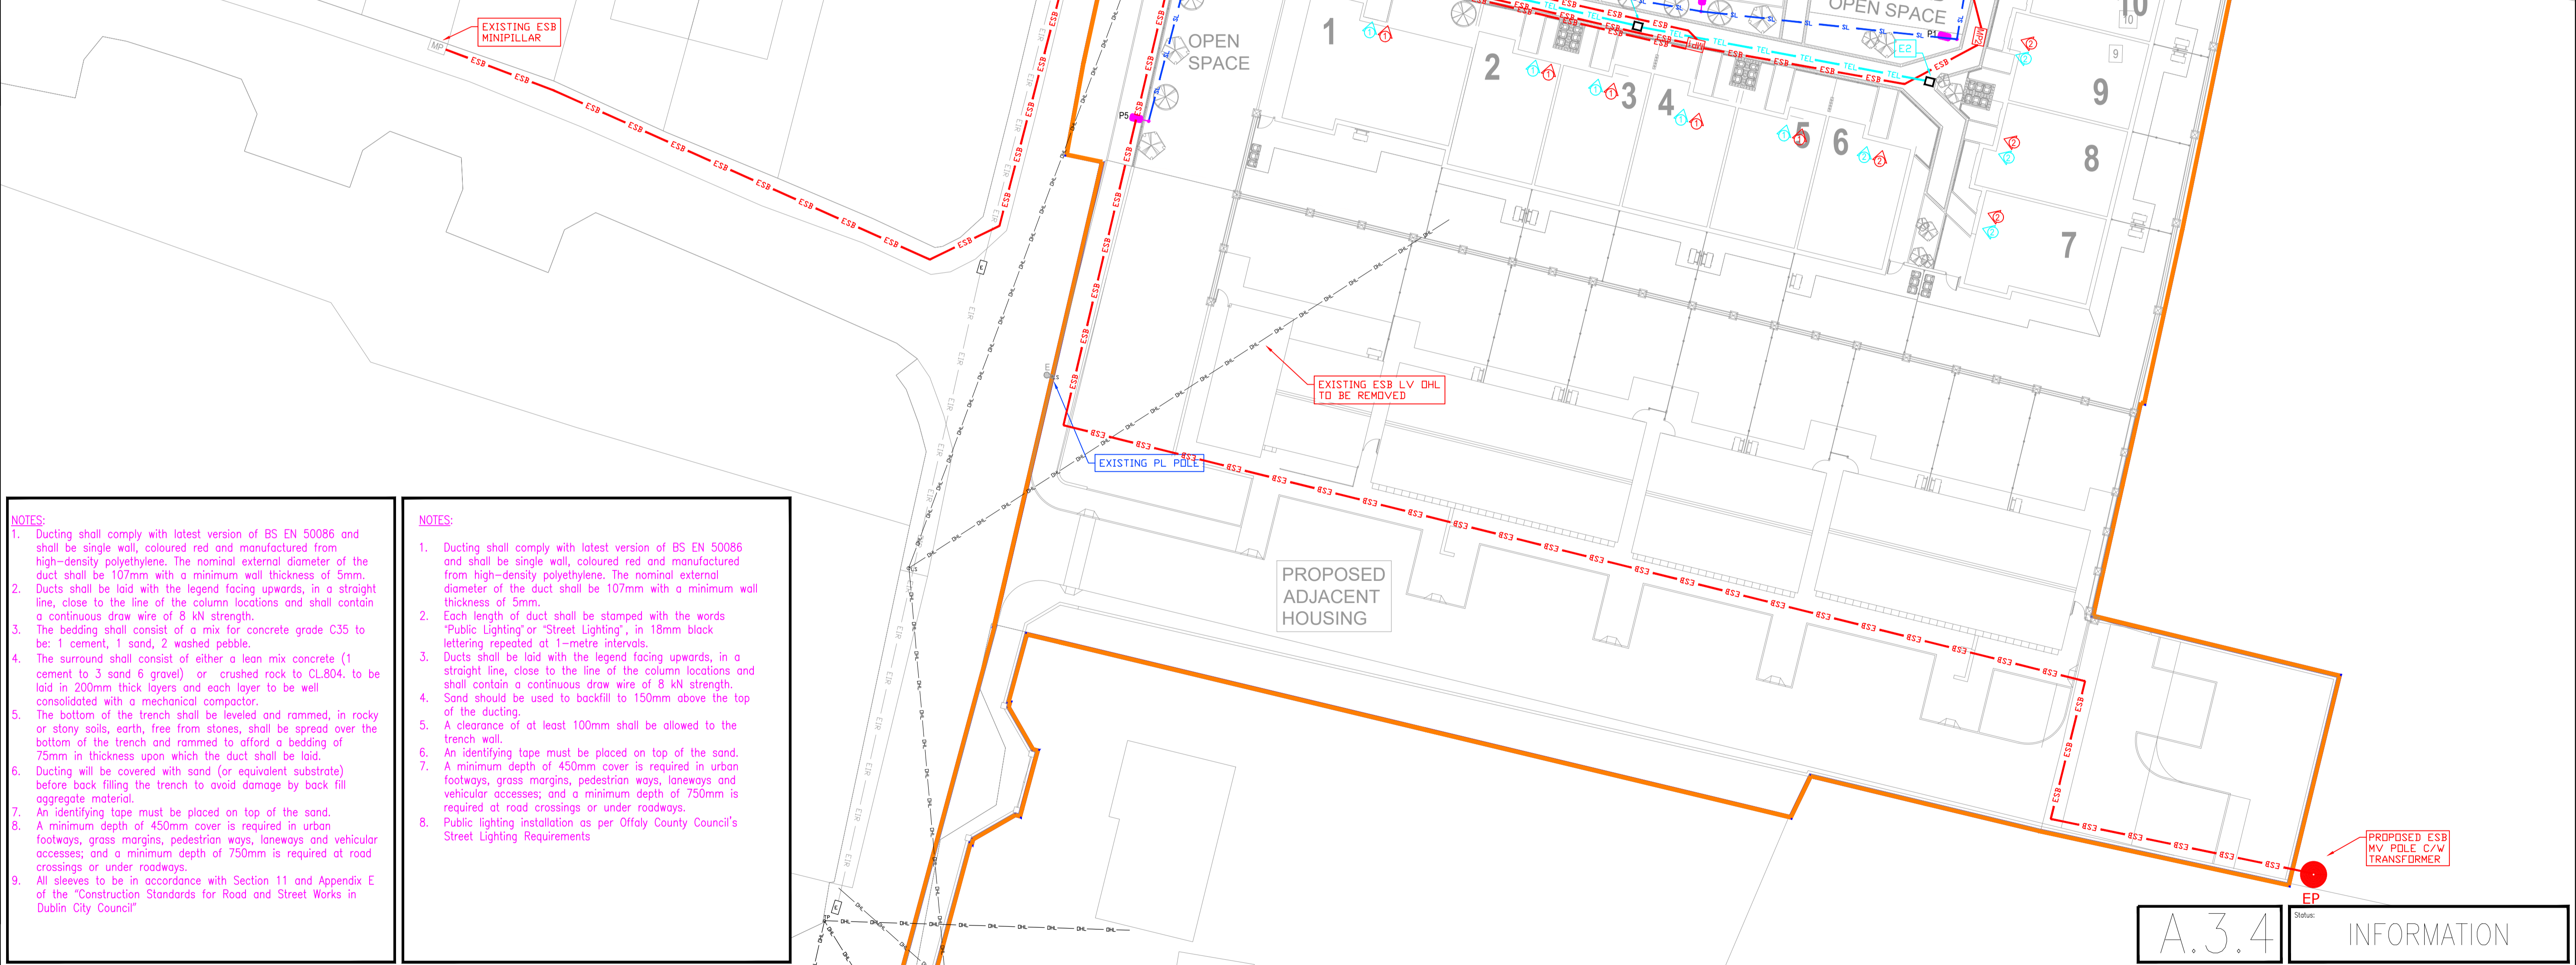 EXISTING ESB
MINIPILLAR
MP
OPEN
SPACE
OPEN SPACE
P5
P1
E2
MP1
MP2
1
2
3
4
5
6
7
8
9
10
10
9
ESB
SL
TEL
OHL
EIR
E
EXISTING ESB LV OHL
TO BE REMOVED
EXISTING PL POLE
PROPOSED
ADJACENT
HOUSING
NOTES:
1. Ducting shall comply with latest version of BS EN 50086 and
shall be single wall, coloured red and manufactured from
high-density polyethylene. The nominal external diameter of the
duct shall be 107mm with a minimum wall thickness of 5mm.
2. Ducts shall be laid with the legend facing upwards, in a straight
line, close to the line of the column locations and shall contain
a continuous draw wire of 8 kN strength.
3. The bedding shall consist of a mix for concrete grade C35 to
be: 1 cement, 1 sand, 2 washed pebble.
4. The surround shall consist of either a lean mix concrete (1
cement to 3 sand 6 gravel) or crushed rock to CL.804. to be
laid in 200mm thick layers and each layer to be well
consolidated with a mechanical compactor.
5. The bottom of the trench shall be leveled and rammed, in rocky
or stony soils, earth, free from stones, shall be spread over the
bottom of the trench and rammed to afford a bedding of
75mm in thickness upon which the duct shall be laid.
6. Ducting will be covered with sand (or equivalent substrate)
before back filling the trench to avoid damage by back fill
aggregate material.
7. An identifying tape must be placed on top of the sand.
8. A minimum depth of 450mm cover is required in urban
footways, grass margins, pedestrian ways, laneways and vehicular
accesses; and a minimum depth of 750mm is required at road
crossings or under roadways.
9. All sleeves to be in accordance with Section 11 and Appendix E
of the "Construction Standards for Road and Street Works in
Dublin City Council"
NOTES:
1. Ducting shall comply with latest version of BS EN 50086
and shall be single wall, coloured red and manufactured
from high-density polyethylene. The nominal external
diameter of the duct shall be 107mm with a minimum wall
thickness of 5mm.
2. Each length of duct shall be stamped with the words
"Public Lighting" or "Street Lighting", in 18mm black
lettering repeated at 1-metre intervals.
3. Ducts shall be laid with the legend facing upwards, in a
straight line, close to the line of the column locations and
shall contain a continuous draw wire of 8 kN strength.
4. Sand should be used to backfill to 150mm above the top
of the ducting.
5. A clearance of at least 100mm shall be allowed to the
trench wall.
6. An identifying tape must be placed on top of the sand.
7. A minimum depth of 450mm cover is required in urban
footways, grass margins, pedestrian ways, laneways and
vehicular accesses; and a minimum depth of 750mm is
required at road crossings or under roadways.
8. Public lighting installation as per Offaly County Council's
Street Lighting Requirements
PROPOSED ESB
MV POLE C/W
TRANSFORMER
EP
A.3.4
Status:
INFORMATION